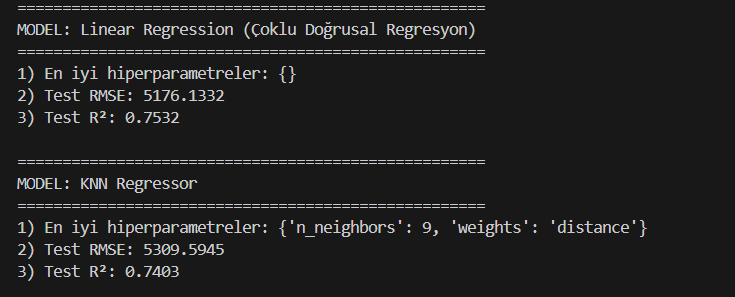 ====================================================
MODEL: Linear Regression (Çoklu Doğrusal Regresyon)
====================================================
1) En iyi hiperparametreler: {}
2) Test RMSE: 5176.1332
3) Test R²: 0.7532
====================================================
MODEL: KNN Regressor
====================================================
1) En iyi hiperparametreler: {'n_neighbors': 9, 'weights': 'distance'}
2) Test RMSE: 5309.5945
3) Test R²: 0.7403